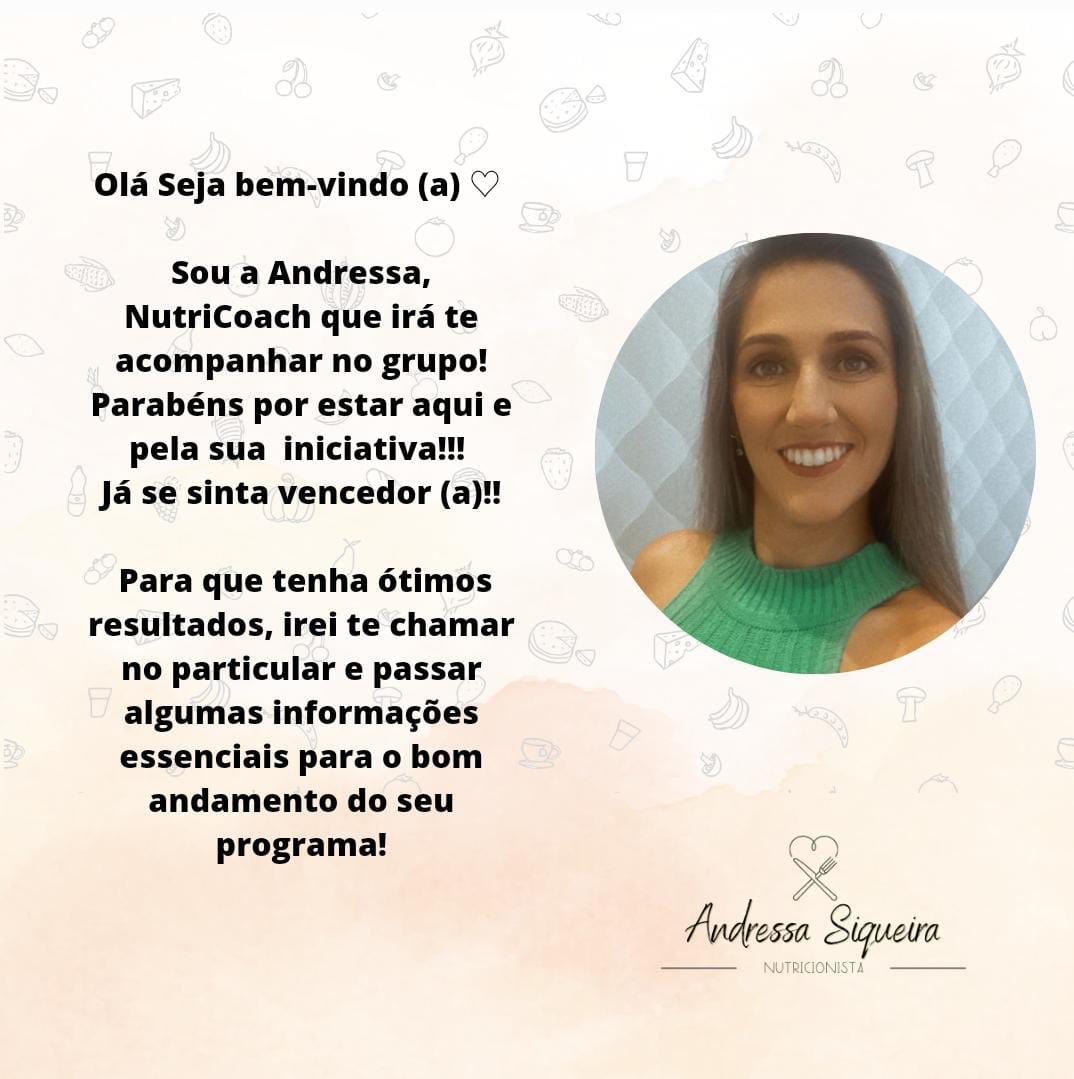 Olá Seja bem-vindo (a) ♡
Sou a Andressa,
NutriCoach que irá te
acompanhar no grupo!
Parabéns por estar aqui e
pela sua  iniciativa!!!
Já se sinta vencedor (a)!!
Para que tenha ótimos
resultados, irei te chamar
no particular e passar
algumas informações
essenciais para o bom
andamento do seu
programa!
Andressa Siqueira
NUTRICIONISTA